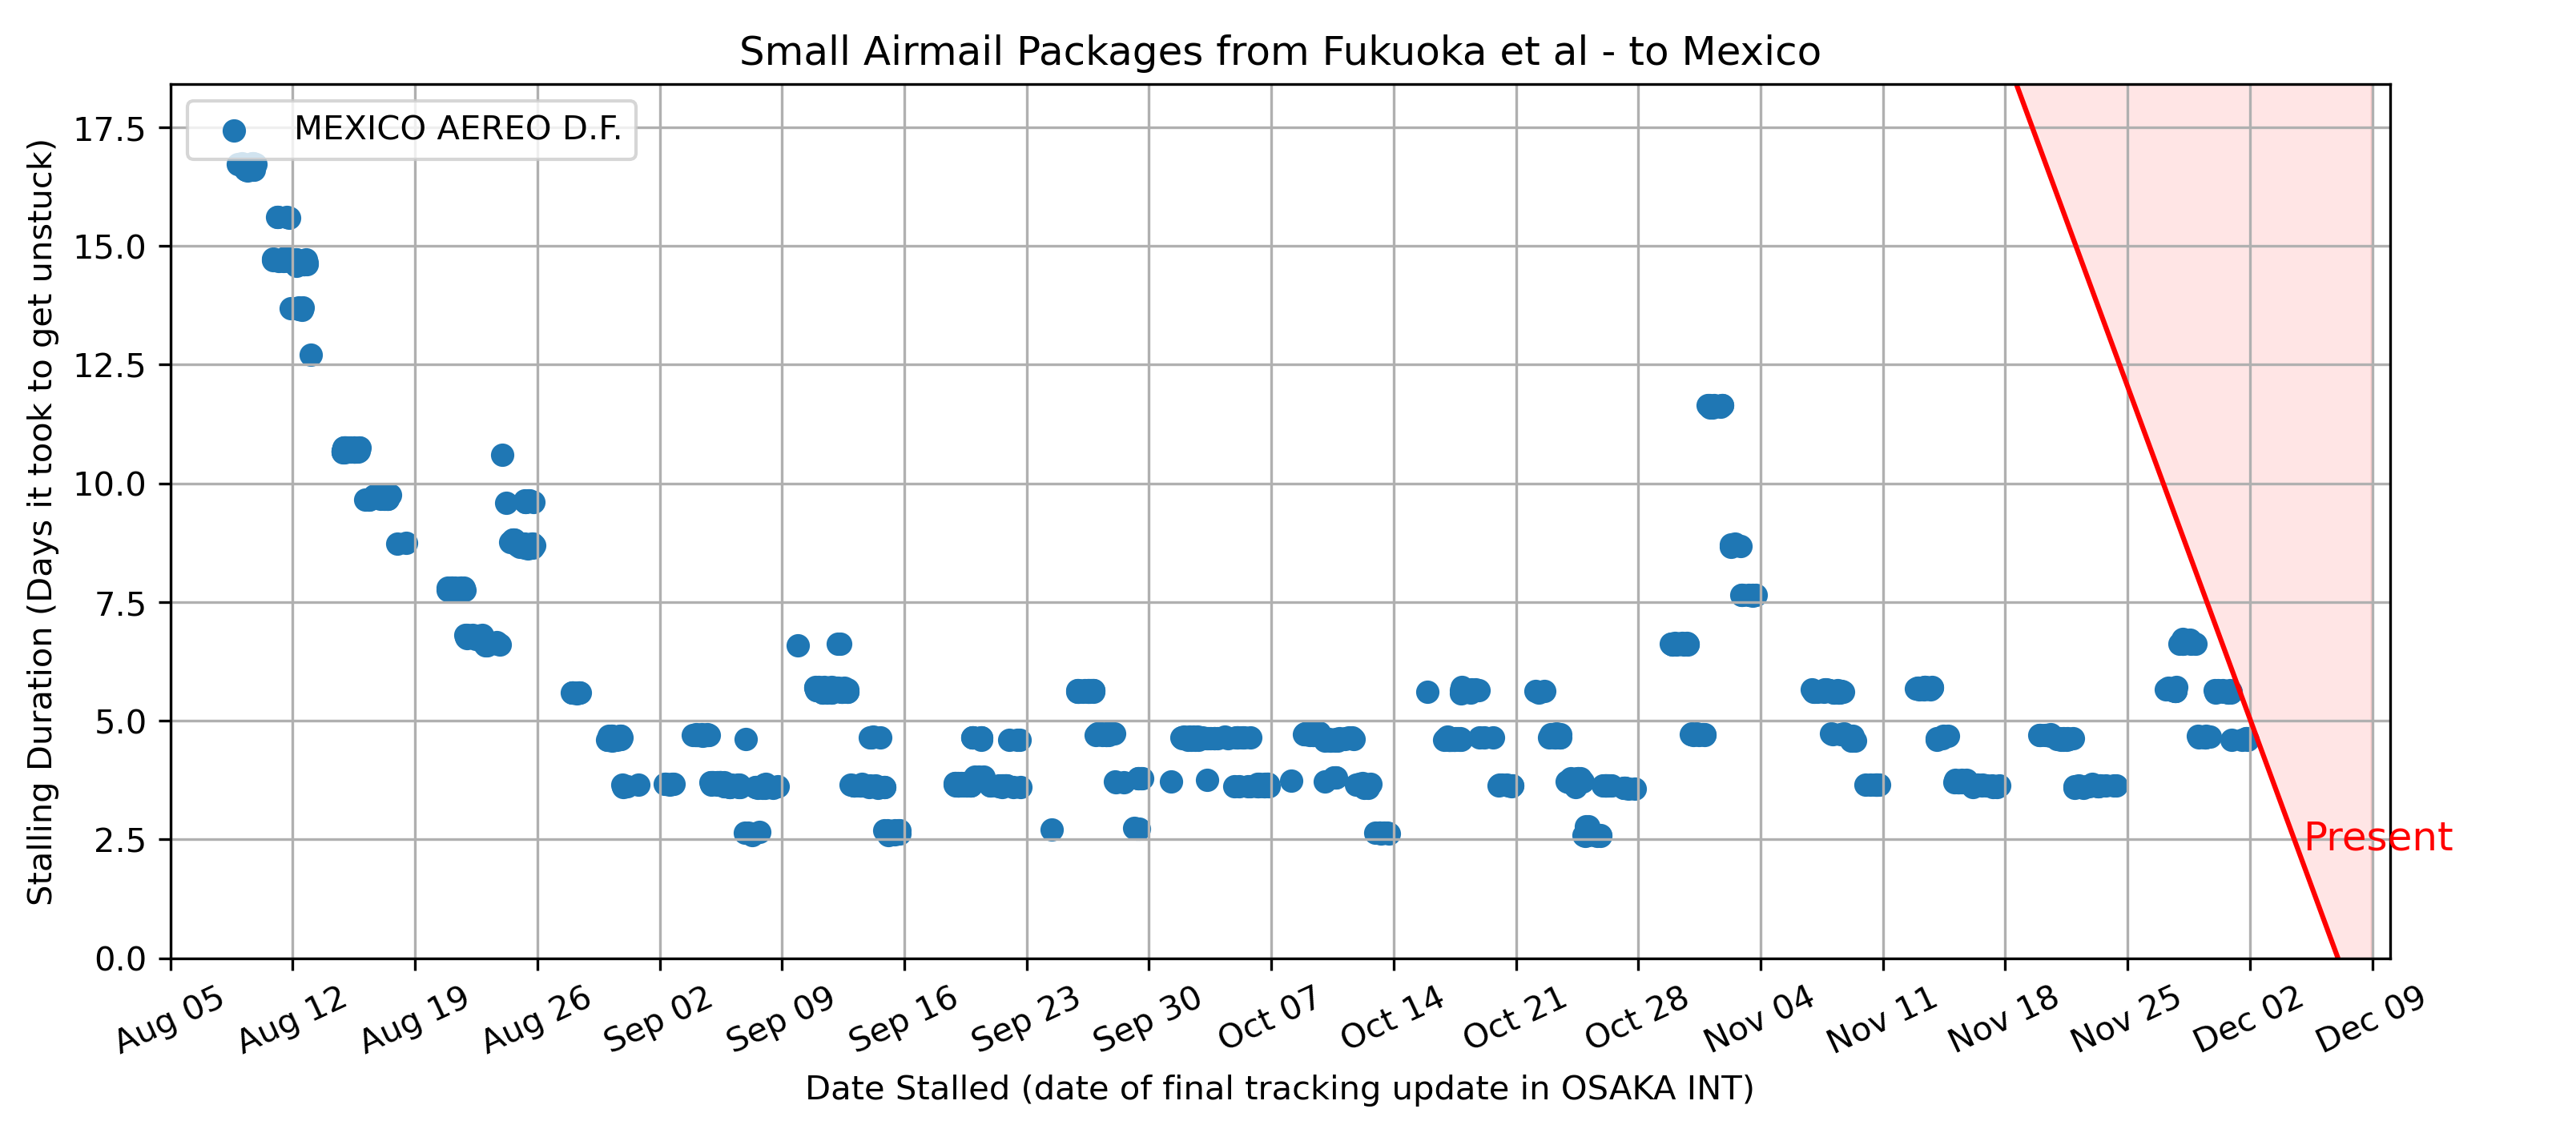 Small Airmail Packages from Fukuoka et al - to Mexico
MEXICO AEREO D.F.
Stalling Duration (Days it took to get unstuck)
17.5
15.0
12.5
10.0
7.5
5.0
2.5
0.0
Present
Aug 05
Aug 12
Aug 19
Aug 26
Sep 02
Sep 09
Sep 16
Sep 23
Sep 30
Oct 07
Oct 14
Oct 21
Oct 28
Nov 04
Nov 11
Nov 18
Nov 25
Dec 02
Dec 09
Date Stalled (date of final tracking update in OSAKA INT)